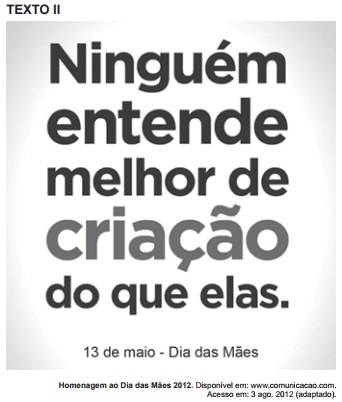 TEXTO II
Ninguém
entende
melhor de
criação
do que elas.
13 de maio - Dia das Mães
Homenagem ao Dia das Mães 2012. Disponível em: www.comunicacao.com.
Acesso em: 3 ago. 2012 (adaptado).